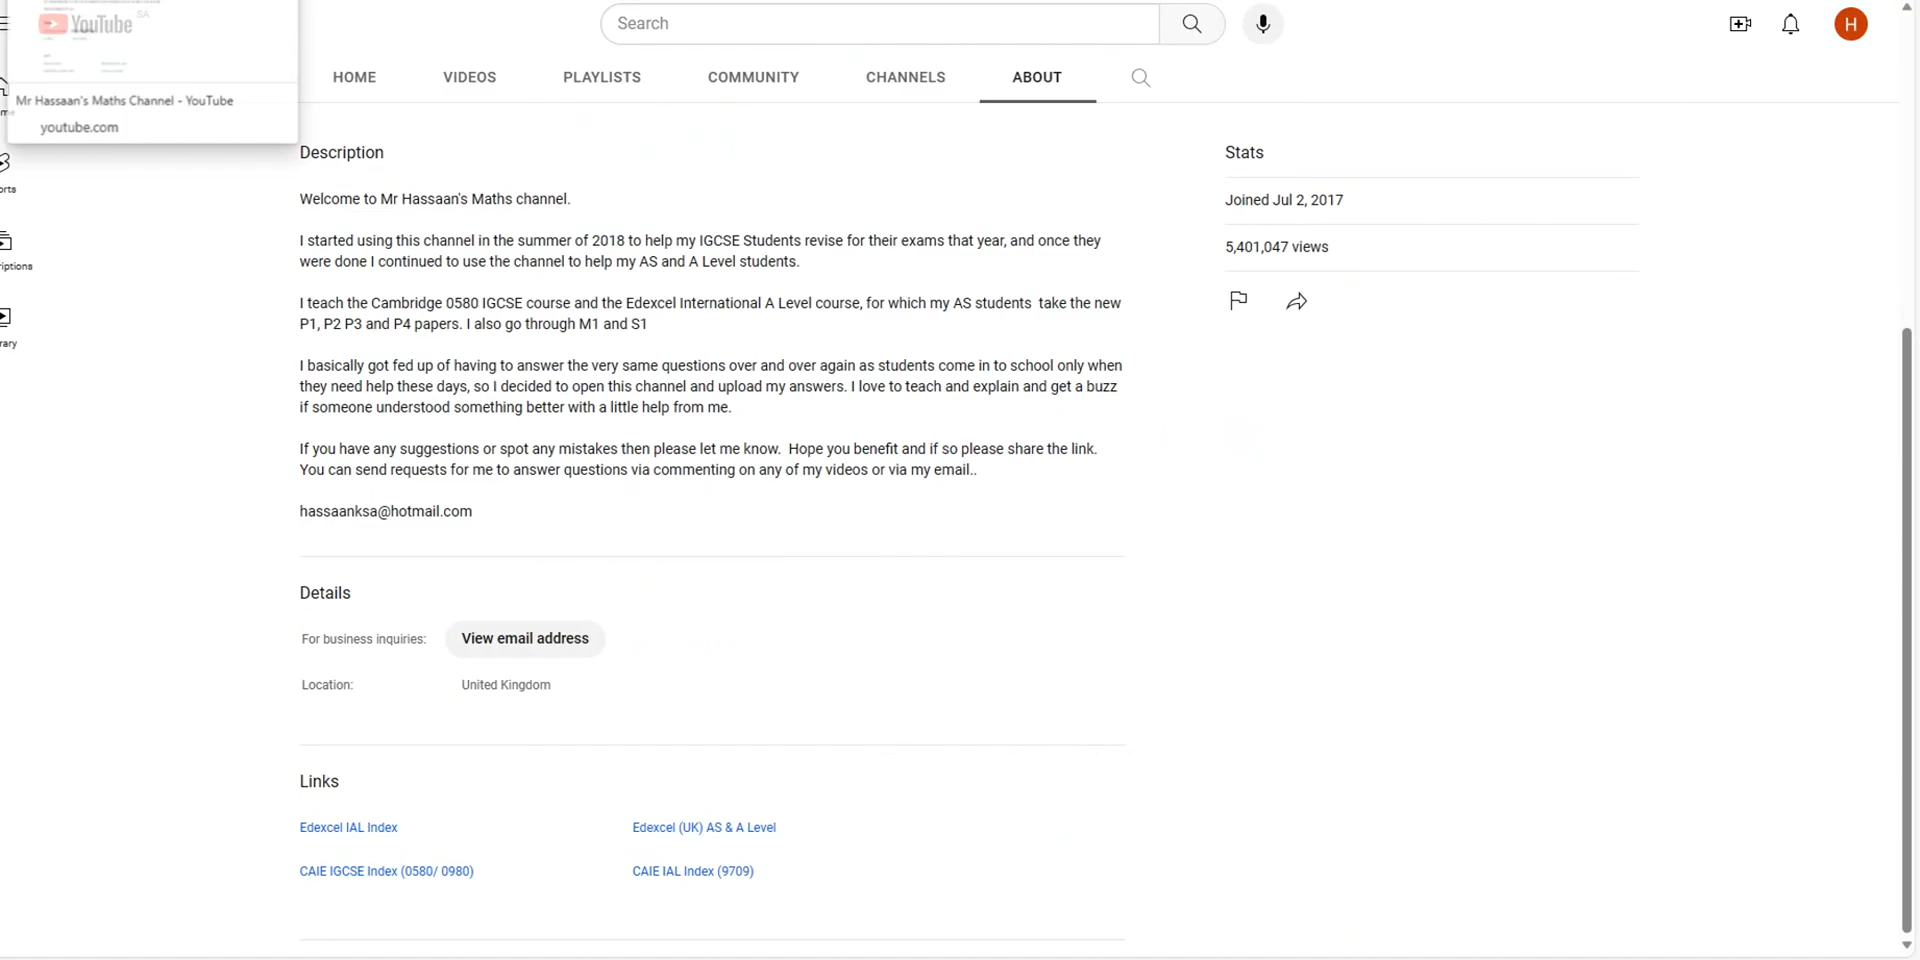 YouTube SA
Search
H
HOME VIDEOS PLAYLISTS COMMUNITY CHANNELS ABOUT
Mr Hassaan's Maths Channel - YouTube
youtube.com
Description
Welcome to Mr Hassaan's Maths channel.
I started using this channel in the summer of 2018 to help my IGCSE Students revise for their exams that year, and once they
were done I continued to use the channel to help my AS and A Level students.
I teach the Cambridge 0580 IGCSE course and the Edexcel International A Level course, for which my AS students  take the new
P1, P2 P3 and P4 papers. I also go through M1 and S1
I basically got fed up of having to answer the very same questions over and over again as students come in to school only when
they need help these days, so I decided to open this channel and upload my answers. I love to teach and explain and get a buzz
if someone understood something better with a little help from me.
If you have any suggestions or spot any mistakes then please let me know.  Hope you benefit and if so please share the link.
You can send requests for me to answer questions via commenting on any of my videos or via my email..
hassaanksa@hotmail.com
Details
For business inquiries: View email address
Location: United Kingdom
Links
Edexcel IAL Index
Edexcel (UK) AS & A Level
CAIE IGCSE Index (0580/ 0980)
CAIE IAL Index (9709)
Stats
Joined Jul 2, 2017
5,401,047 views
me
orts
riptions
rary